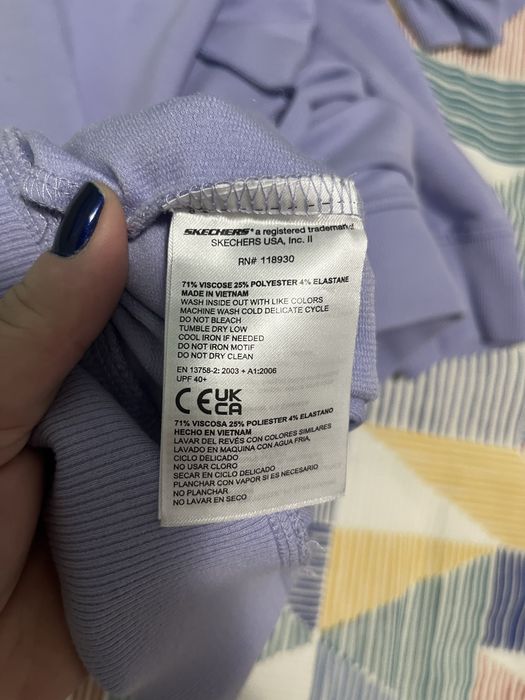 SKECHERS® a registered trademark of
SKECHERS USA, Inc. II
RN# 118930
71% VISCOSE 25% POLYESTER 4% ELASTANE
MADE IN VIETNAM
WASH INSIDE OUT WITH LIKE COLORS
MACHINE WASH COLD DELICATE CYCLE
DO NOT BLEACH
TUMBLE DRY LOW
COOL IRON IF NEEDED
DO NOT IRON MOTIF
DO NOT DRY CLEAN
EN 13758-2: 2003 + A1:2006
UPF 40+
CE UK
CA
71% VISCOSA 25% POLIESTER 4% ELASTANO
HECHO EN VIETNAM
LAVAR DEL REVÉS CON COLORES SIMILARES
LAVADO EN MAQUINA CON AGUA FRIA,
CICLO DELICADO
NO USAR CLORO
SECAR EN CICLO DELICADO
PLANCHAR CON VAPOR SI ES NECESARIO
NO PLANCHAR
NO LAVAR EN SECO